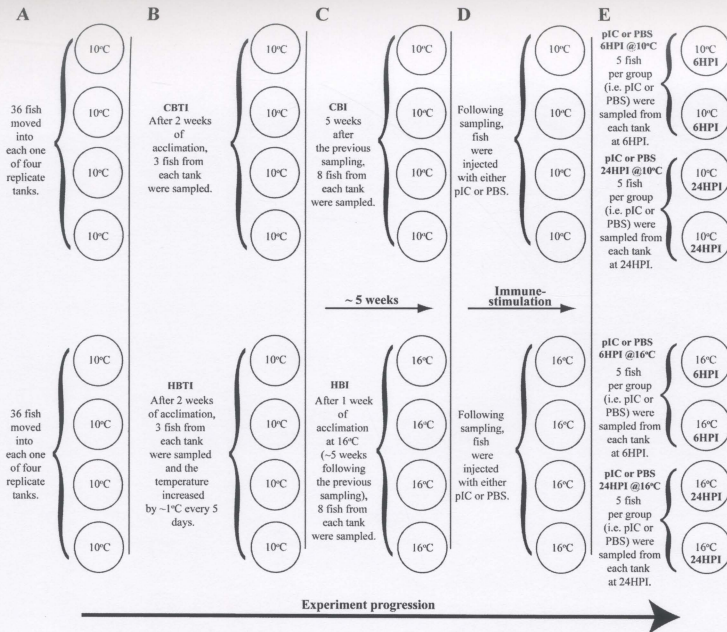 A
B
C
D
E
36 fish
moved
into
each one
of four
replicate
tanks.
10ºC
10ºC
10ºC
10ºC
CBTI
After 2 weeks
of
acclimation,
3 fish from
each tank
were sampled.
10ºC
10ºC
10ºC
10ºC
CBI
5 weeks
after
the previous
sampling,
8 fish from
each tank
were sampled.
10ºC
10ºC
10ºC
10ºC
Following
sampling,
fish
were
injected
with either
pIC or PBS.
10ºC
10ºC
10ºC
10ºC
pIC or PBS
6HPI @10ºC
5 fish
per group
(i.e. pIC or
PBS) were
sampled from
each tank
at 6HPI.
10ºC
6HPI
10ºC
6HPI
pIC or PBS
24HPI @10ºC
5 fish
per group
(i.e. pIC or
PBS) were
sampled from
each tank
at 24HPI.
10ºC
24HPI
10ºC
24HPI
~ 5 weeks
Immune-
stimulation
36 fish
moved
into
each one
of four
replicate
tanks.
10ºC
10ºC
10ºC
10ºC
HBTI
After 2 weeks
of acclimation,
3 fish from
each tank
were sampled
and the
temperature
increased
by ~1ºC every 5
days.
10ºC
10ºC
10ºC
10ºC
HBI
After 1 week
of
acclimation
at 16ºC
(~5 weeks
following
the previous
sampling),
8 fish from
each tank
were sampled.
16ºC
16ºC
16ºC
16ºC
Following
sampling,
fish
were
injected
with either
pIC or PBS.
16ºC
16ºC
16ºC
16ºC
pIC or PBS
6HPI @16ºC
5 fish
per group
(i.e. pIC or
PBS) were
sampled from
each tank
at 6HPI.
16ºC
6HPI
16ºC
6HPI
pIC or PBS
24HPI @16ºC
5 fish
per group
(i.e. pIC or
PBS) were
sampled from
each tank
at 24HPI.
16ºC
24HPI
16ºC
24HPI
Experiment progression